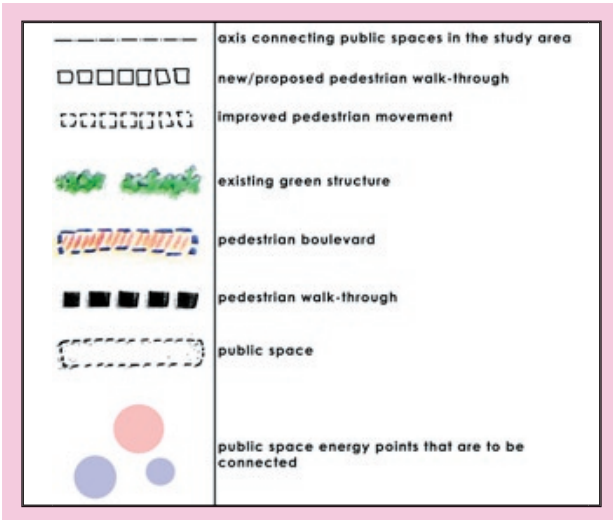 axis connecting public spaces in the study area
new/proposed pedestrian walk-through
improved pedestrian movement
existing green structure
pedestrian boulevard
pedestrian walk-through
public space
public space energy points that are to be
connected